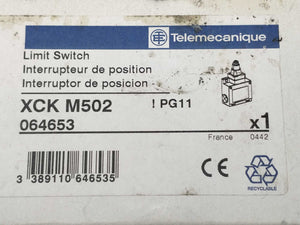 Telemecanique
Limit Switch
Interrupteur de position
Interruptor de posicion
XCK M502
! PG11
064653
x1
France 0442
CE
3 389110 646535
RECYCLABLE